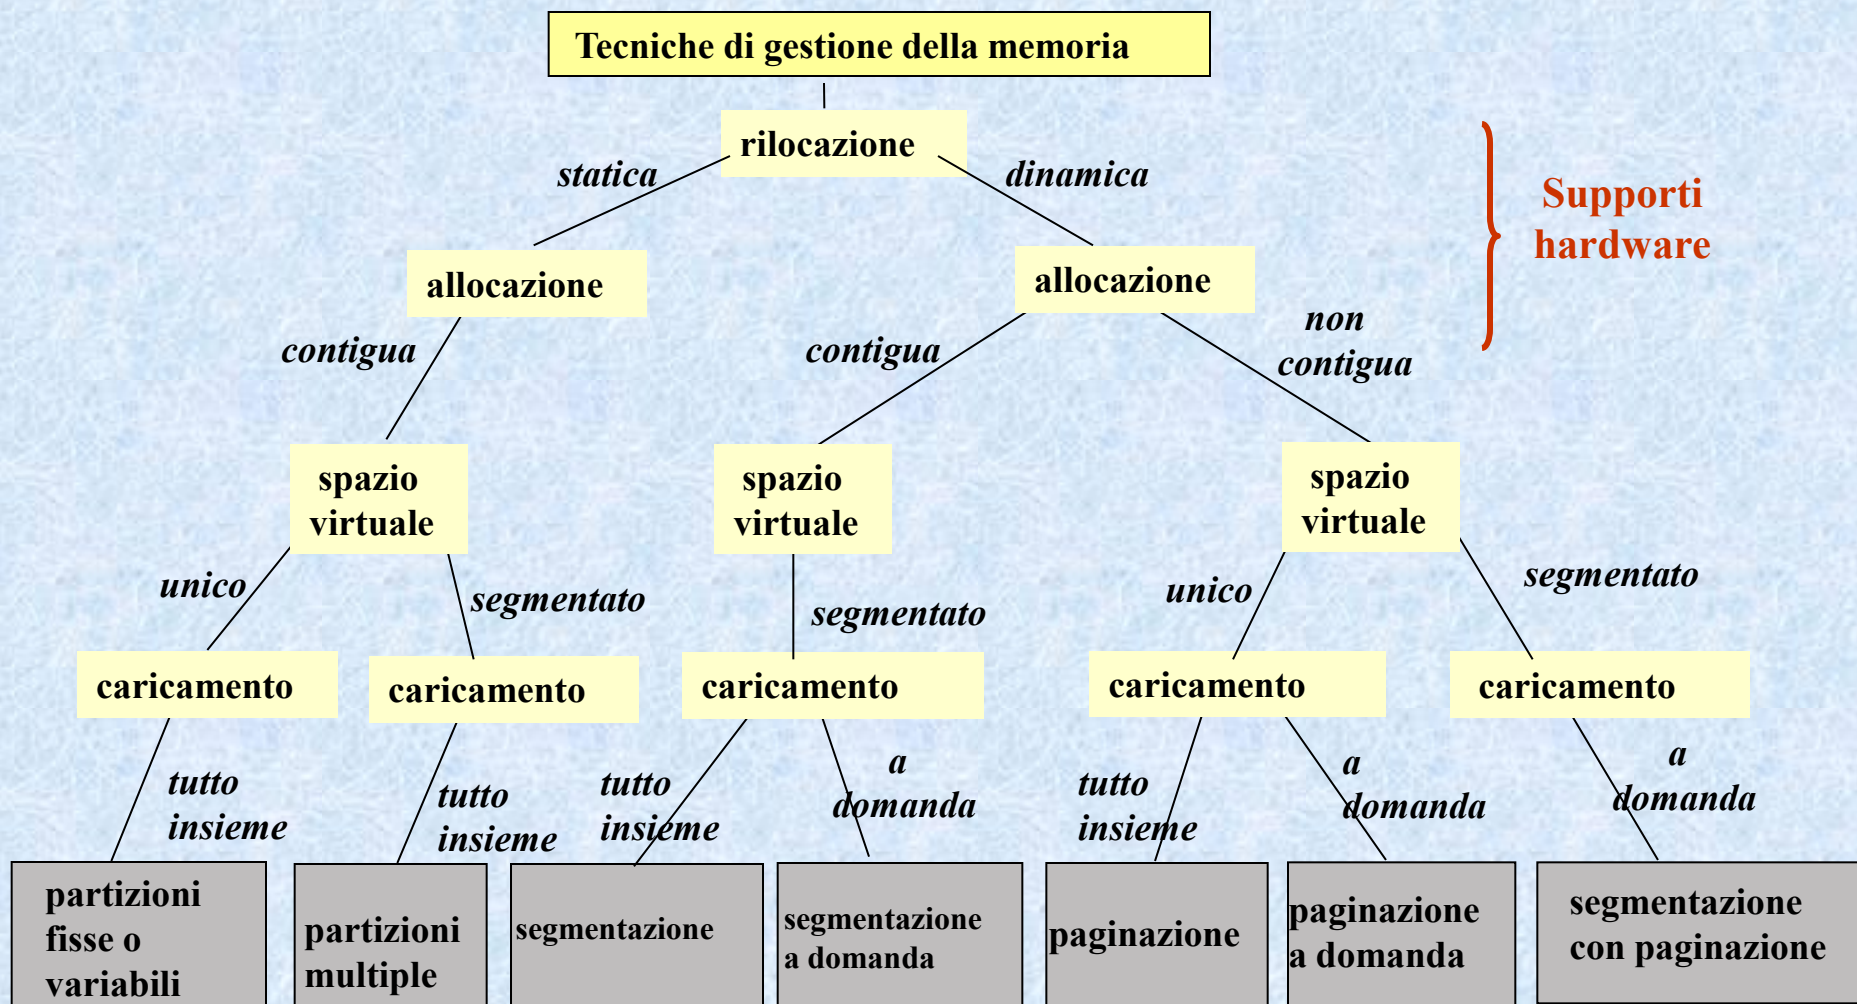 Tecniche di gestione della memoria
rilocazione
statica
dinamica
Supporti
hardware
allocazione
allocazione
contigua
contigua
non
contigua
spazio
virtuale
spazio
virtuale
spazio
virtuale
unico
segmentato
segmentato
unico
segmentato
caricamento
caricamento
caricamento
caricamento
caricamento
tutto
insieme
tutto
insieme
tutto
insieme
a
domanda
tutto
insieme
a
domanda
a
domanda
partizioni
fisse o
variabili
partizioni
multiple
segmentazione
segmentazione
a domanda
paginazione
paginazione
a domanda
segmentazione
con paginazione